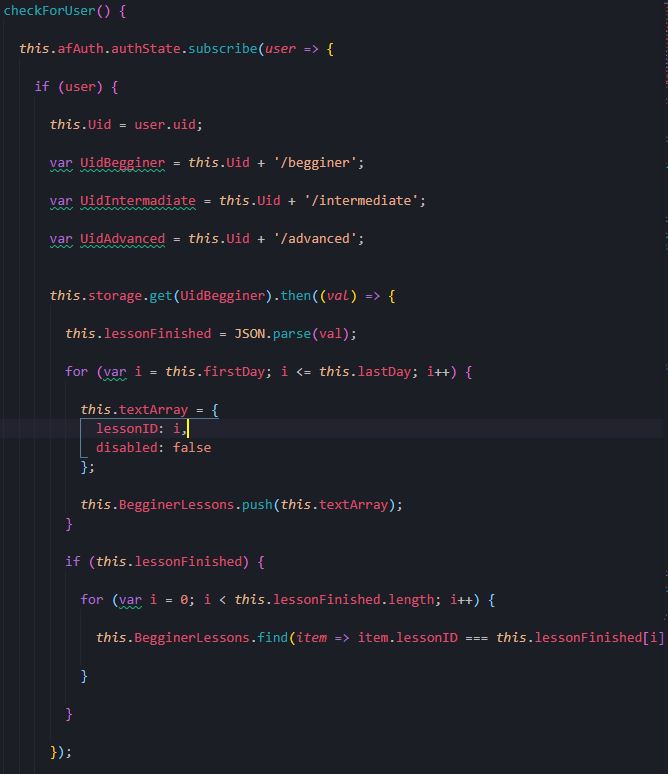 checkForUser() {
this.afAuth.authState.subscribe(user => {
if (user) {
this.Uid = user.uid;
var UidBegginer = this.Uid + '/begginer';
var UidIntermadiate = this.Uid + '/intermediate';
var UidAdvanced = this.Uid + '/advanced';
this.storage.get(UidBegginer).then((val) => {
this.lessonFinished = JSON.parse(val);
for (var i = this.firstDay; i <= this.lastDay; i++) {
this.textArray = {
lessonID: i,
disabled: false
};
this.BegginerLessons.push(this.textArray);
}
if (this.lessonFinished) {
for (var i = 0; i < this.lessonFinished.length; i++) {
this.BegginerLessons.find(item => item.lessonID === this.lessonFinished[i]
}
}
});